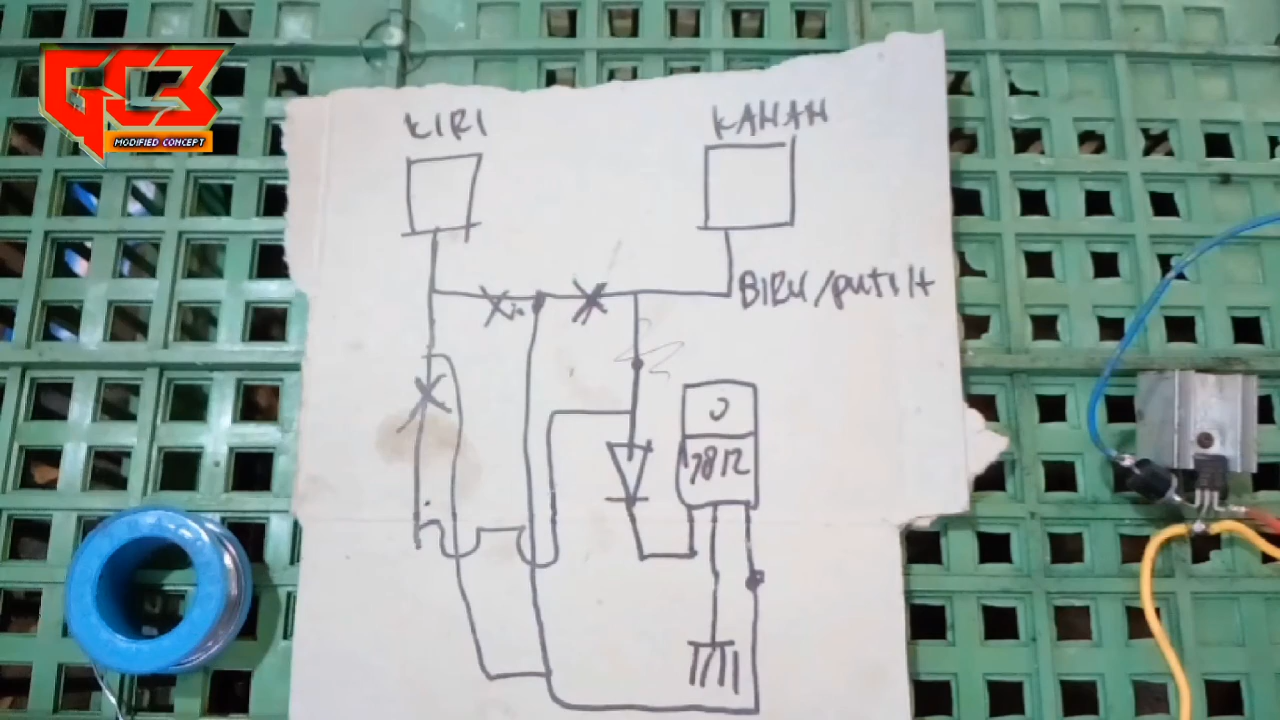 GC3
MODIFIED CONCEPT
KIRI
KANAN
BIRU/PUTIH
7812